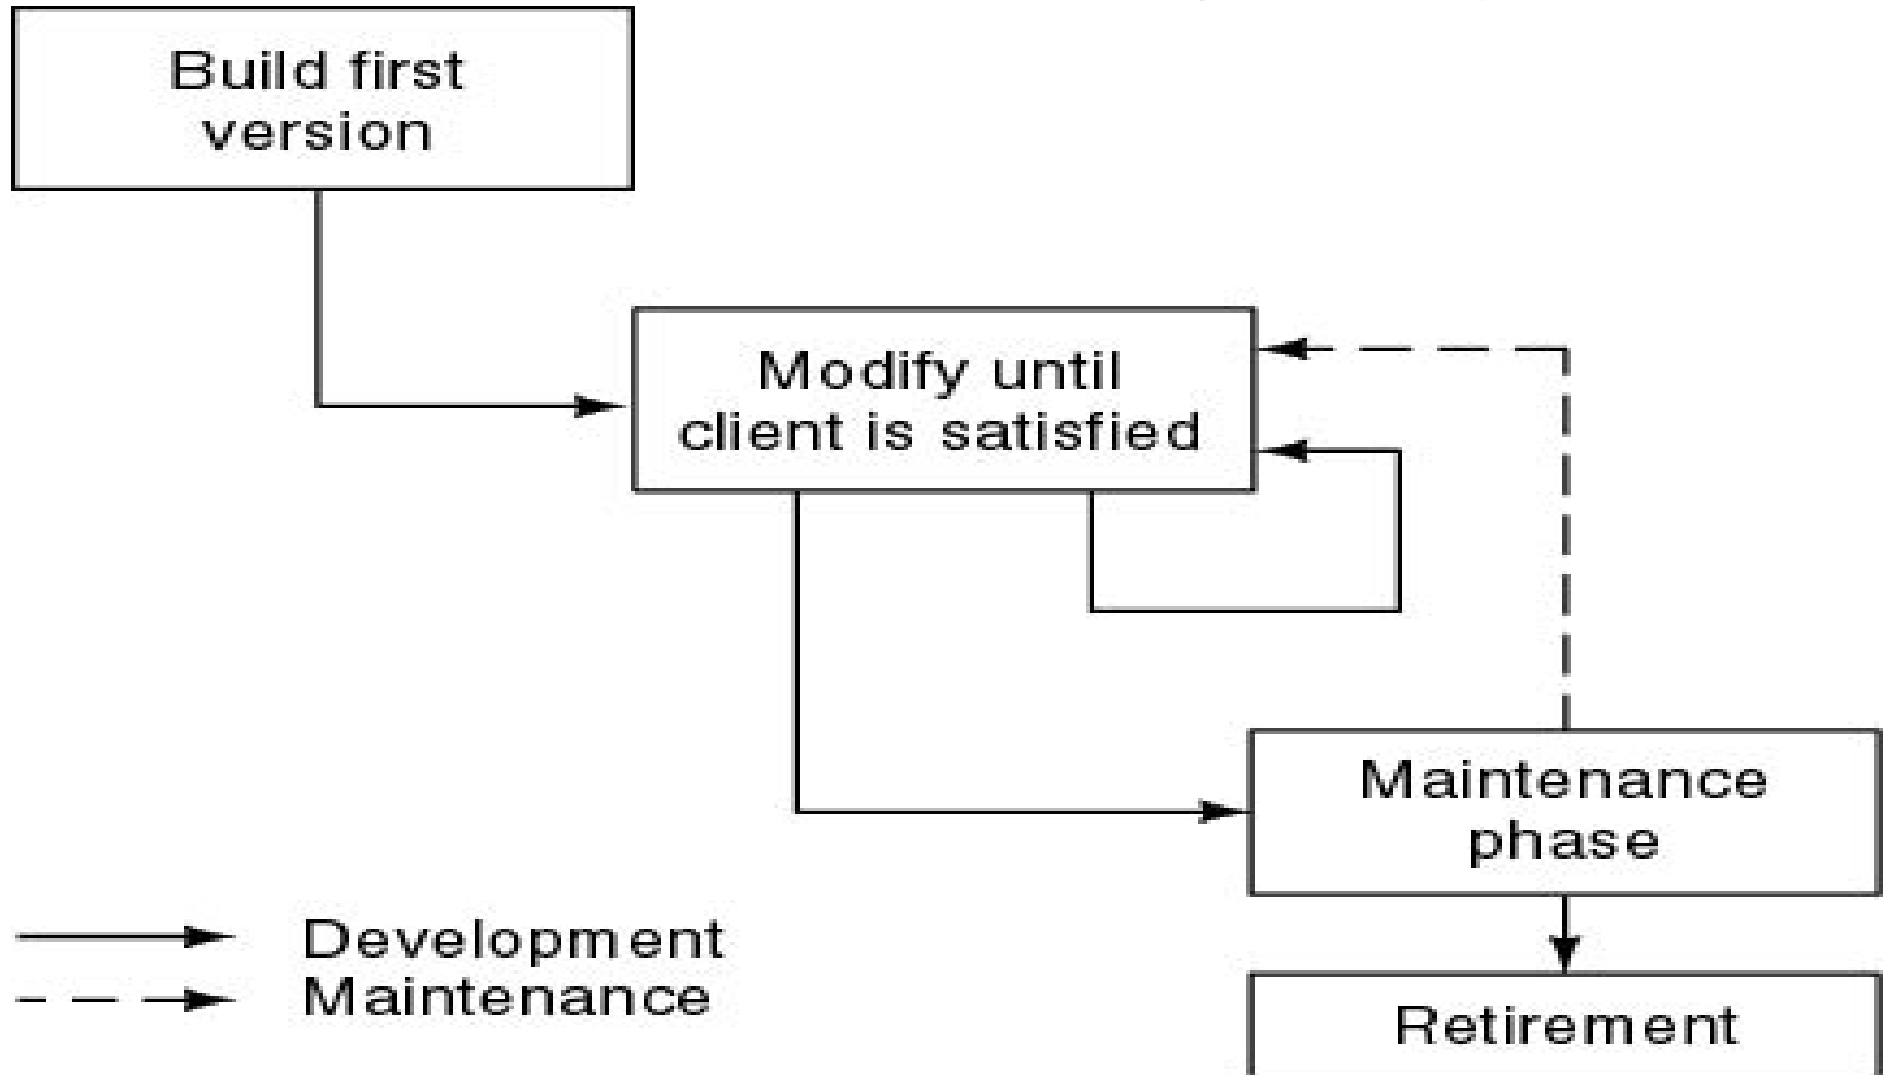 Build first
version
Modify until
client is satisfied
Maintenance
phase
Development
Maintenance
Retirement